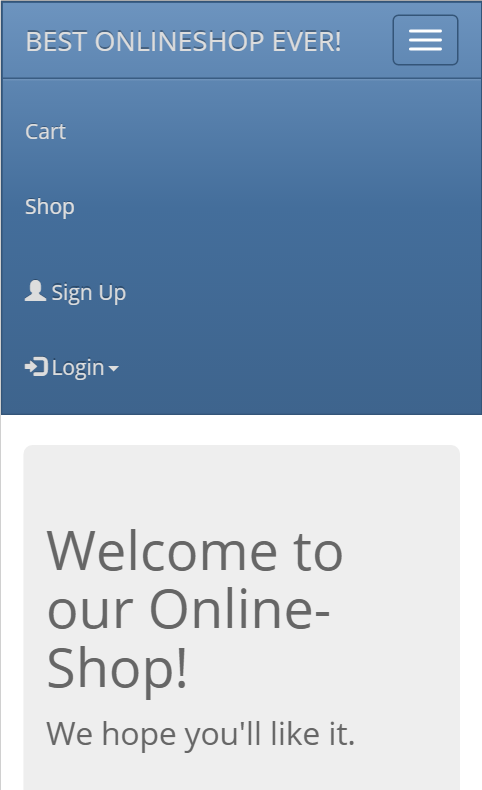 BEST ONLINESHOP EVER!
Cart
Shop
Sign Up
Login
Welcome to
our Online-
Shop!
We hope you'll like it.